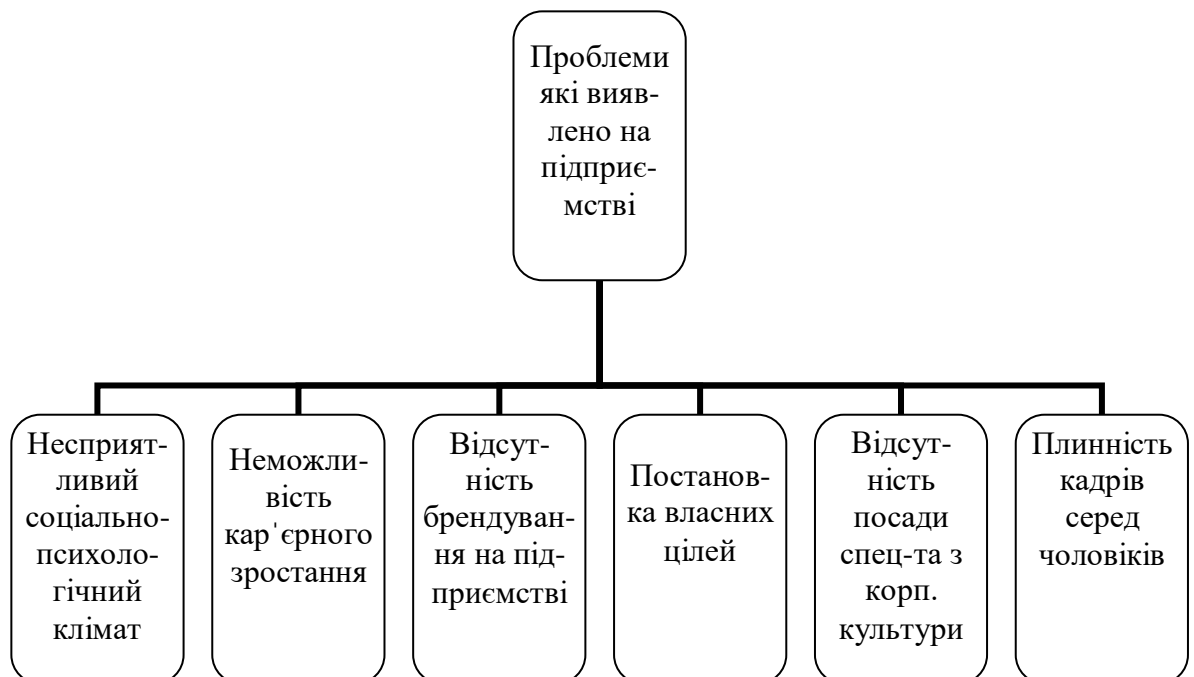 Проблеми
які вияв-
лено на
підприє-
мстві
Несприят-
ливий
соціально-
психоло-
гічний
клімат
Неможли-
вість
кар'єрного
зростання
Відсут-
ність
брендуван-
ня на під-
приємстві
Постанов-
ка власних
цілей
Відсут-
ність
посади
спец-та з
корп.
культури
Плинність
кадрів
серед
чоловіків